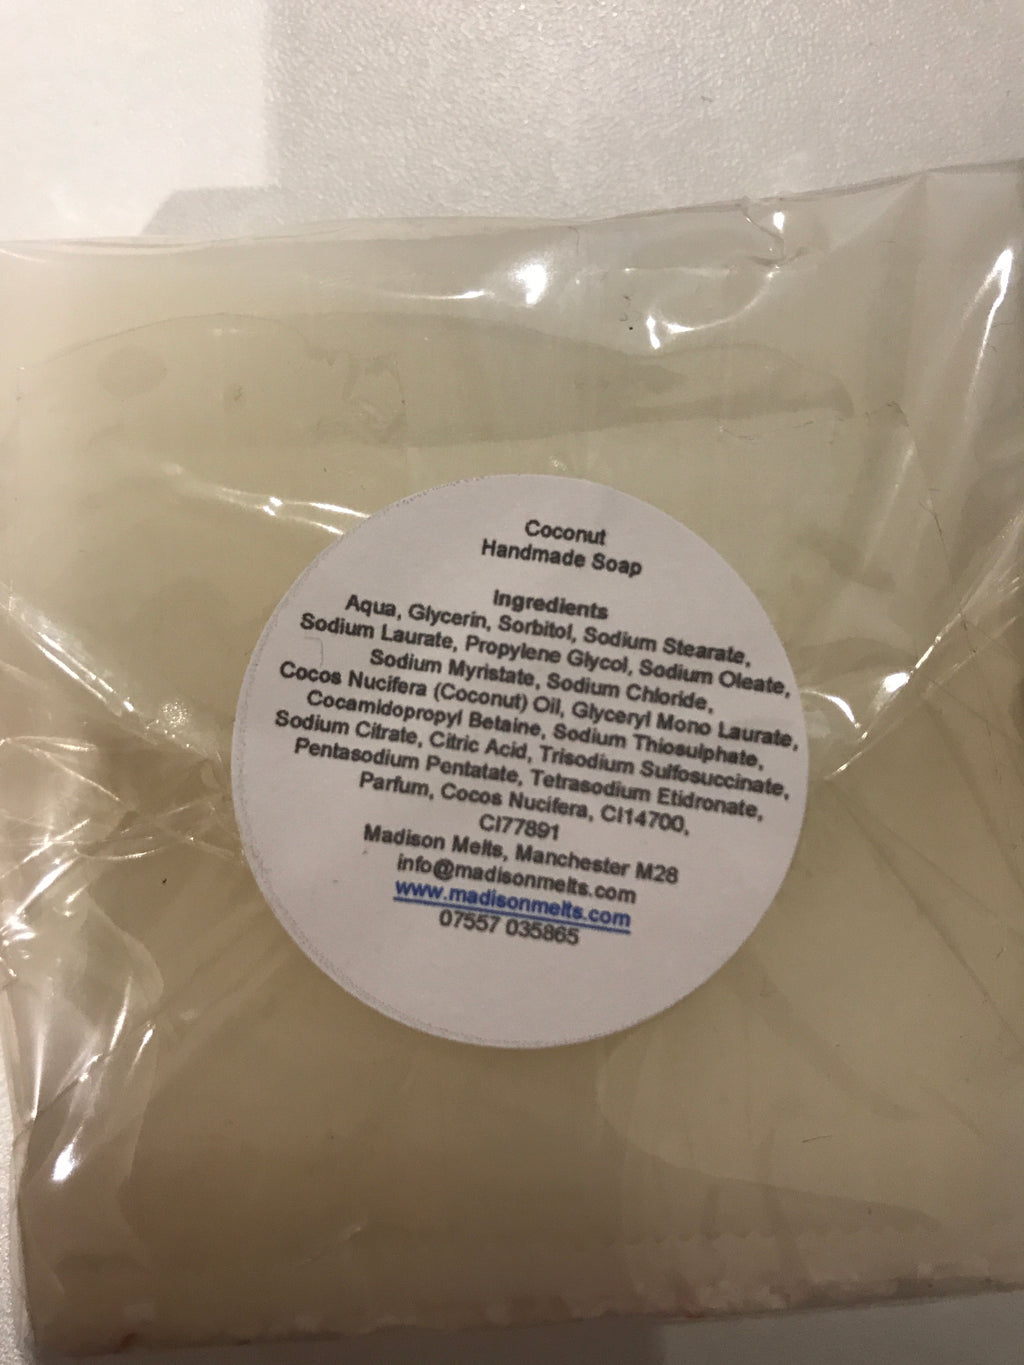 Coconut
Handmade Soap
Ingredients
Aqua, Glycerin, Sorbitol, Sodium Stearate,
Sodium Laurate, Propylene Glycol, Sodium Oleate,
Sodium Myristate, Sodium Chloride,
Cocos Nucifera (Coconut) Oil, Glyceryl Mono Laurate,
Cocamidopropyl Betaine, Sodium Thiosulphate,
Sodium Citrate, Citric Acid, Trisodium Sulfosuccinate,
Pentasodium Pentatate, Tetrasodium Etidronate,
Parfum, Cocos Nucifera, CI14700,
CI77891
Madison Melts, Manchester M28
info@madisonmelts.com
www.madisonmelts.com
07557 035865